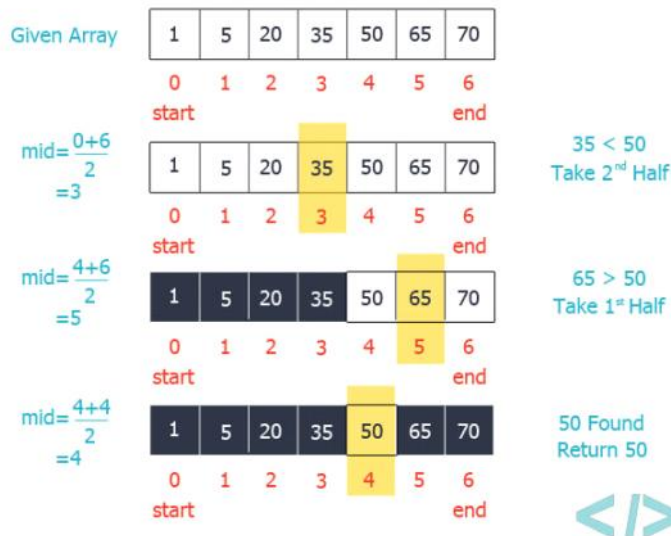 Given Array 1 5 20 35 50 65 70
0 1 2 3 4 5 6
start end
mid= 0+6 / 2 =3
1 5 20 35 50 65 70
35 < 50
Take 2nd Half
0 1 2 3 4 5 6
start end
mid= 4+6 / 2 =5
1 5 20 35 50 65 70
65 > 50
Take 1st Half
0 1 2 3 4 5 6
start end
mid= 4+4 / 2 =4
1 5 20 35 50 65 70
50 Found
Return 50
0 1 2 3 4 5 6
start end
</>